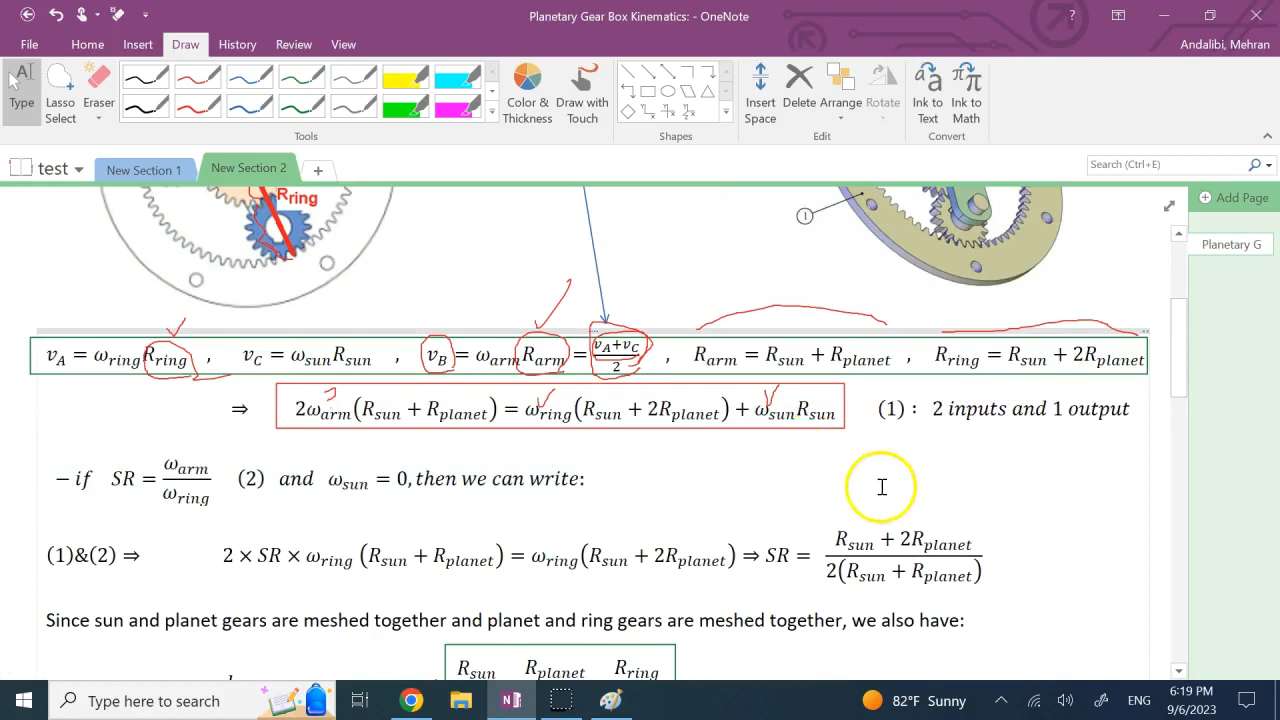 Planetary Gear Box Kinematics: - OneNote
File Home Insert Draw History Review View
Andalibi, Mehran
Type
Lasso Select
Eraser
Color & Thickness
Draw with Touch
Insert Space
Delete
Arrange
Rotate
Ink to Text
Ink to Math
Tools
Shapes
Edit
Convert
test
New Section 1
New Section 2
Search (Ctrl+E)
Add Page
Planetary G
Rring
1
v_A = ω_ring R_ring , v_C = ω_sun R_sun , v_B = ω_arm R_arm = (v_A + v_C)/2 , R_arm = R_sun + R_planet , R_ring = R_sun + 2R_planet
⇒ 2ω_arm(R_sun + R_planet) = ω_ring(R_sun + 2R_planet) + ω_sun R_sun (1) : 2 inputs and 1 output
− if SR = ω_arm/ω_ring (2) and ω_sun = 0, then we can write:
(1)&(2) ⇒ 2 × SR × ω_ring (R_sun + R_planet) = ω_ring(R_sun + 2R_planet) ⇒ SR = (R_sun + 2R_planet)/2(R_sun + R_planet)
Since sun and planet gears are meshed together and planet and ring gears are meshed together, we also have:
R_sun R_planet R_ring
Type here to search
82°F Sunny
ENG
6:19 PM
9/6/2023